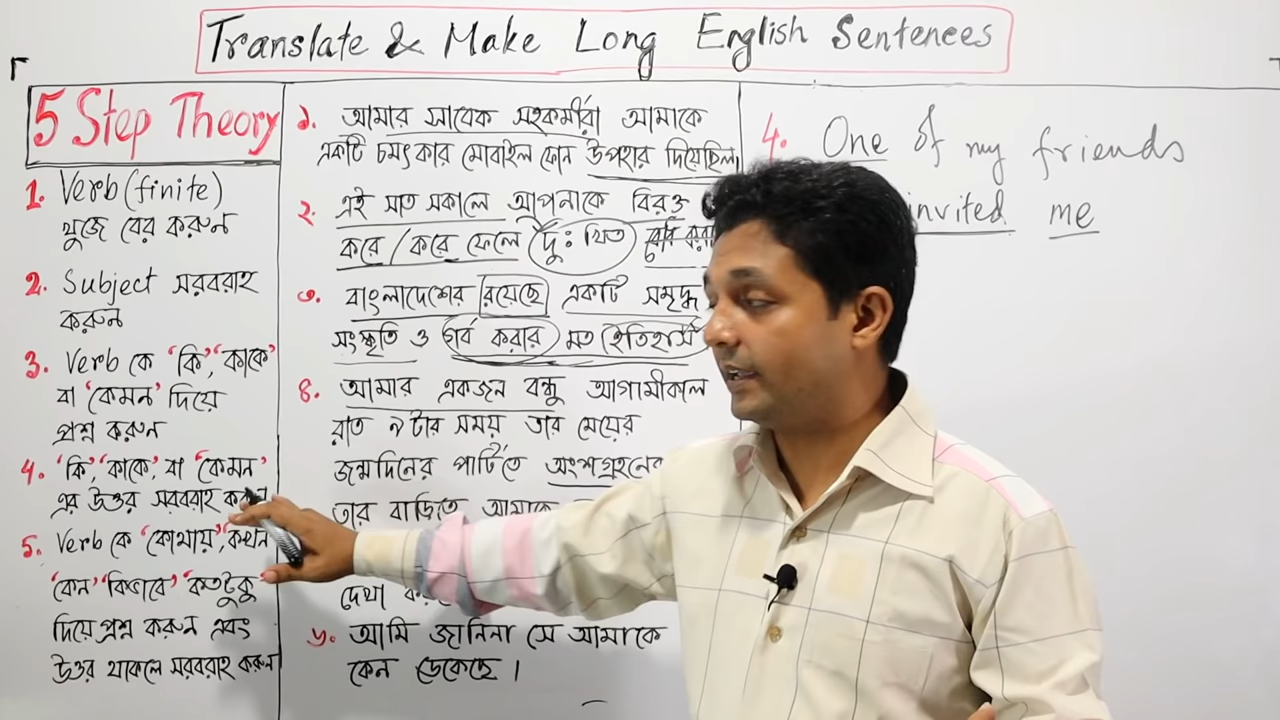 Translate & Make Long English Sentences
5 Step Theory
1. Verb (finite)
খুজে বের করুন
2. Subject সরবরাহ
করুন
3. Verb কে 'কি', 'কাকে'
বা 'কেমন' দিয়ে
প্রশ্ন করুন
4. 'কি', 'কাকে', বা 'কেমন'
এর উত্তর সরবরাহ করুন
5. Verb কে 'কোথায়', 'কখন
'কেন' 'কিভাবে' 'কতটুকু
দিয়ে প্রশ্ন করুন এবং
উত্তর থাকলে সরবরাহ করুন
১. আমার সাবেক সহকর্মীরা আমাকে
একটি চমৎকার মোবাইল ফোন উপহার দিয়েছিল।
২. এই সাত সকালে আপনাকে বিরক্ত
করে / করে ফেলে দুঃখিত
৩. বাংলাদেশের রয়েছে একটি সমৃদ্ধ
সংস্কৃতি ও গর্ব করার মত ইতিহাস
৪. আমার একজন বন্ধু আগামীকাল
রাত ৯টার সময় তার মেয়ের
জন্মদিনের পার্টিতে অংশগ্রহনের
তার বাড়িতে আমাকে
দেখা
৬. আমি জানিনা সে আমাকে
কেন ডেকেছে।
4. One of my friends
invited me